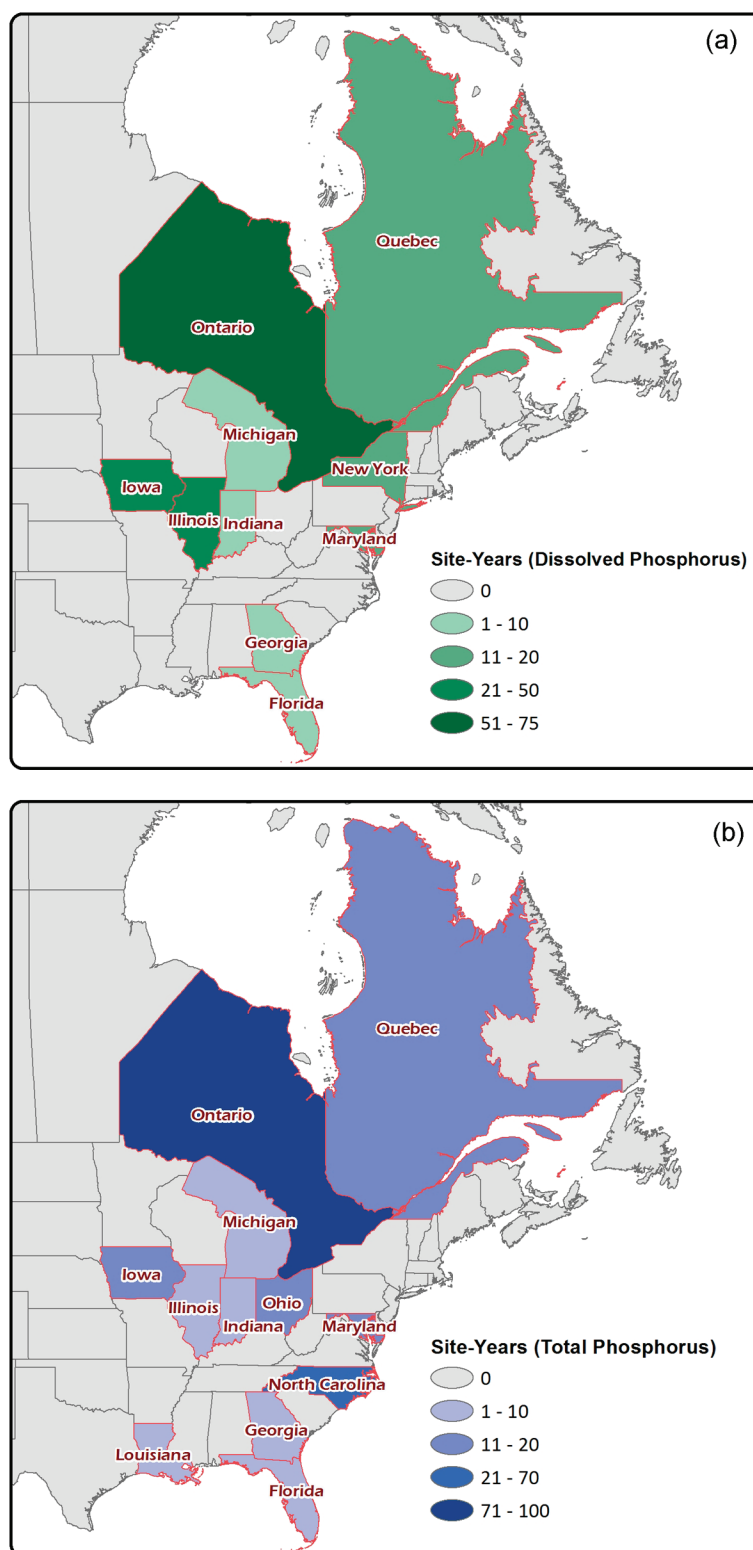 (a)
Quebec
Ontario
Michigan
New York
Iowa
Illinois
Indiana
Maryland
Georgia
Florida
Site-Years (Dissolved Phosphorus)
0
1 - 10
11 - 20
21 - 50
51 - 75
(b)
Quebec
Ontario
Michigan
Iowa
Illinois
Ohio
Indiana
Maryland
North Carolina
Georgia
Louisiana
Florida
Site-Years (Total Phosphorus)
0
1 - 10
11 - 20
21 - 70
71 - 100